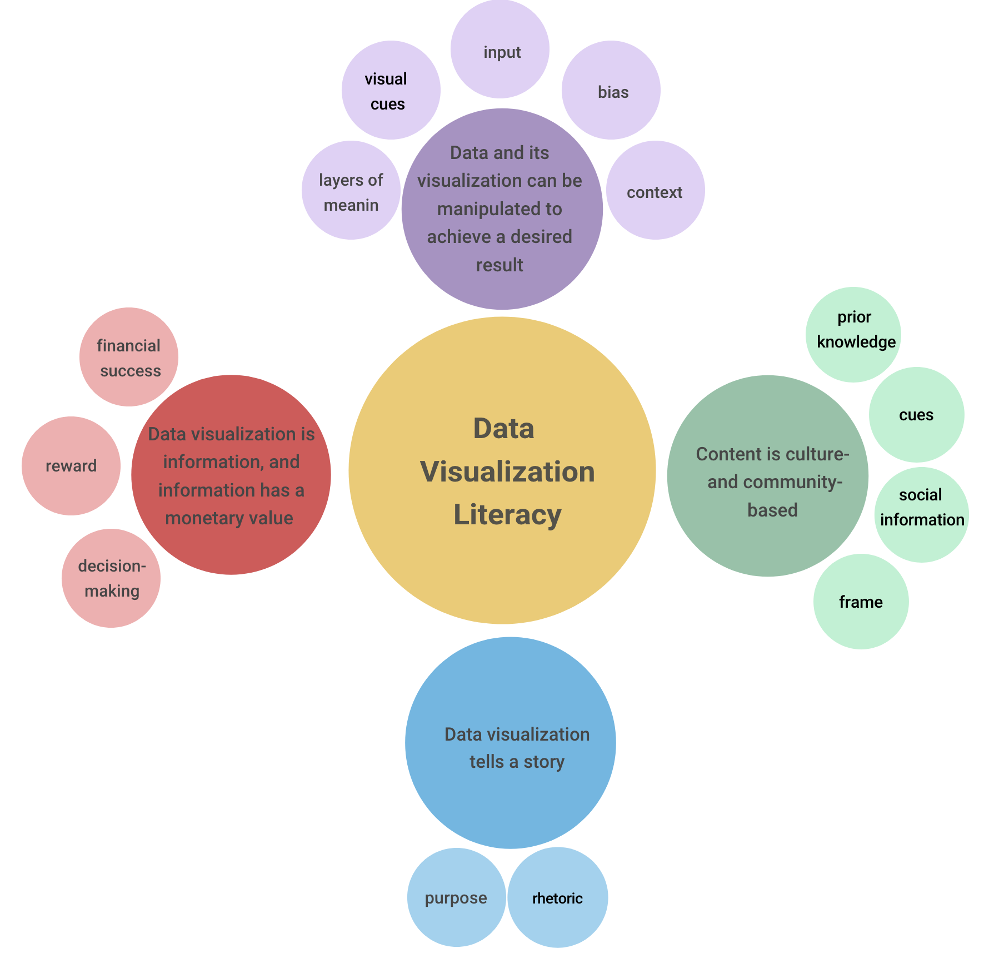 input
visual
cues
bias
layers of
meanin
context
Data and its
visualization can be
manipulated to
achieve a desired
result
financial
success
reward
decision-
making
Data visualization is
information, and
information has a
monetary value
Data
Visualization
Literacy
Content is culture-
and community-
based
prior
knowledge
cues
social
information
frame
Data visualization
tells a story
purpose
rhetoric